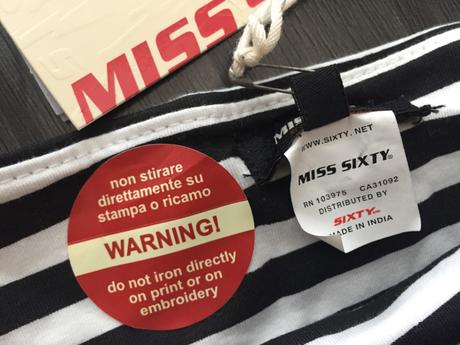 MISS
non stirare
direttamente su
stampa o ricamo
WARNING!
do not iron directly
on print or on
embroidery
WWW.SIXTY.NET
MISS SIXTY®
RN 103975 CA31092
DISTRIBUTED BY
SIXTY
MADE IN INDIA